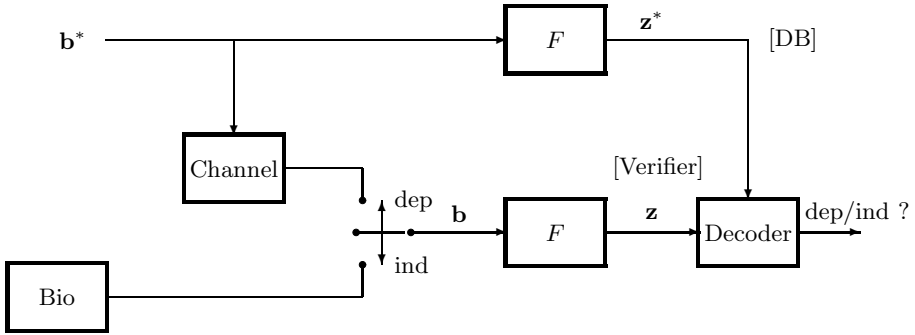 b* F z* [DB]
Channel [Verifier]
dep
b F z Decoder dep/ind ?
ind
Bio